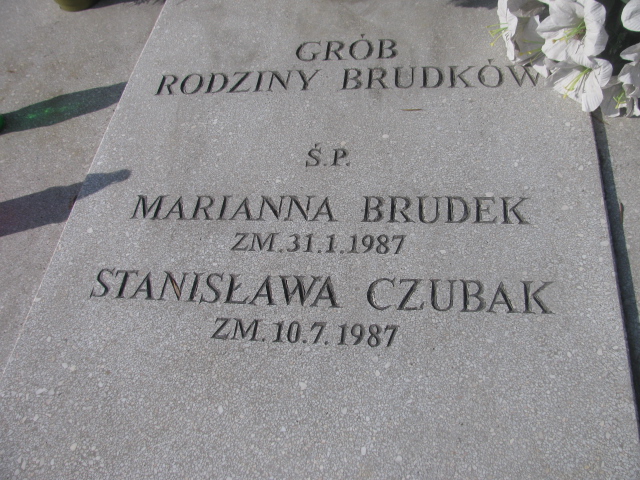 GRÓB
RODZINY BRUDKÓW
Ś.P.
MARIANNA BRUDEK
ZM.31.1.1987
STANISŁAWA CZUBAK
ZM.10.7.1987